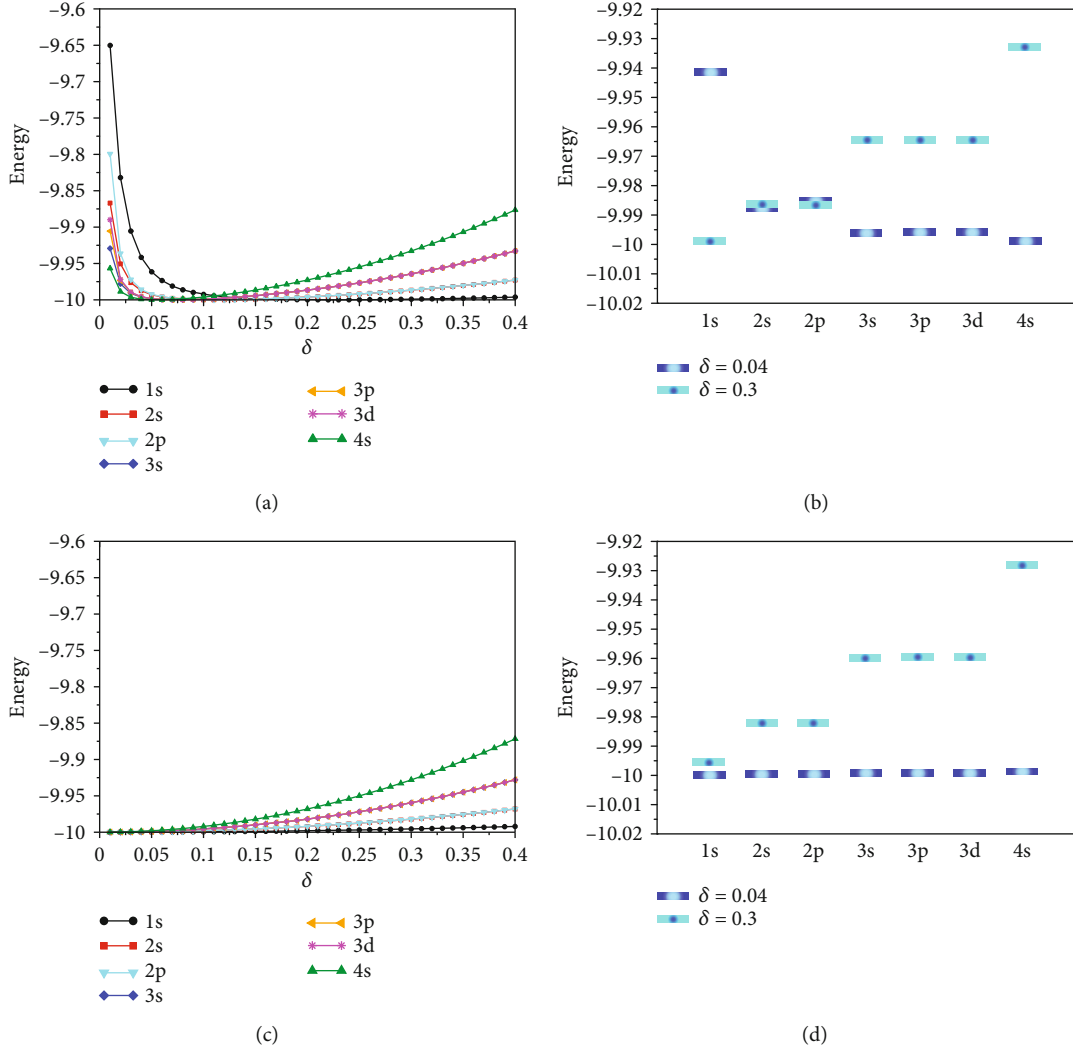 −9.6
−9.65
−9.7
−9.75
−9.8
−9.85
−9.9
−9.95
−10
Energy
0 0.05 0.1 0.15 0.2 0.25 0.3 0.35 0.4
δ
1s
2s
2p
3s
3p
3d
4s
(a)
−9.92
−9.93
−9.94
−9.95
−9.96
−9.97
−9.98
−9.99
−10
−10.01
−10.02
Energy
1s 2s 2p 3s 3p 3d 4s
δ = 0.04
δ = 0.3
(b)
−9.6
−9.65
−9.7
−9.75
−9.8
−9.85
−9.9
−9.95
−10
Energy
0 0.05 0.1 0.15 0.2 0.25 0.3 0.35 0.4
δ
1s
2s
2p
3s
3p
3d
4s
(c)
−9.92
−9.93
−9.94
−9.95
−9.96
−9.97
−9.98
−9.99
−10
−10.01
−10.02
Energy
1s 2s 2p 3s 3p 3d 4s
δ = 0.04
δ = 0.3
(d)